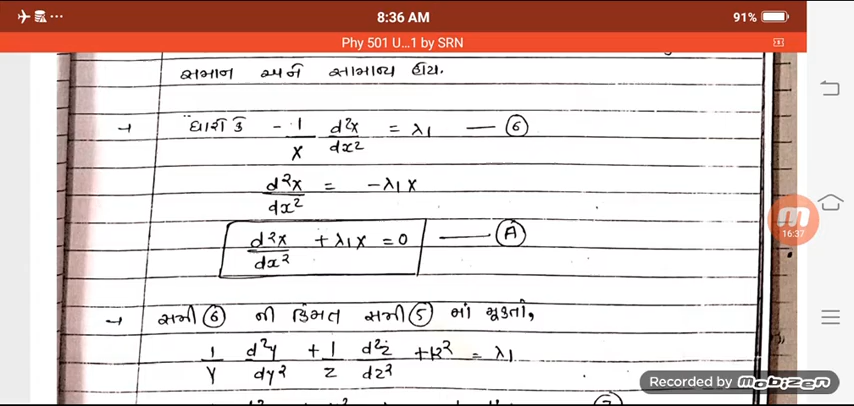 8:36 AM
91%
Phy 501 U...1 by SRN
સમાન અને સામાન્ય હોય.
→ ધારો કે - 1/X d²X/dx² = λ₁ — ⑥
d²X/dx² = -λ₁X
d²X/dx² + λ₁X = 0 — Ⓐ
→ સમી ⑥ ની કિંમત સમી ⑤ માં મૂકતાં,
1/Y d²Y/dy² + 1/Z d²Z/dz² + k² = λ₁
16:37
Recorded by mobizen